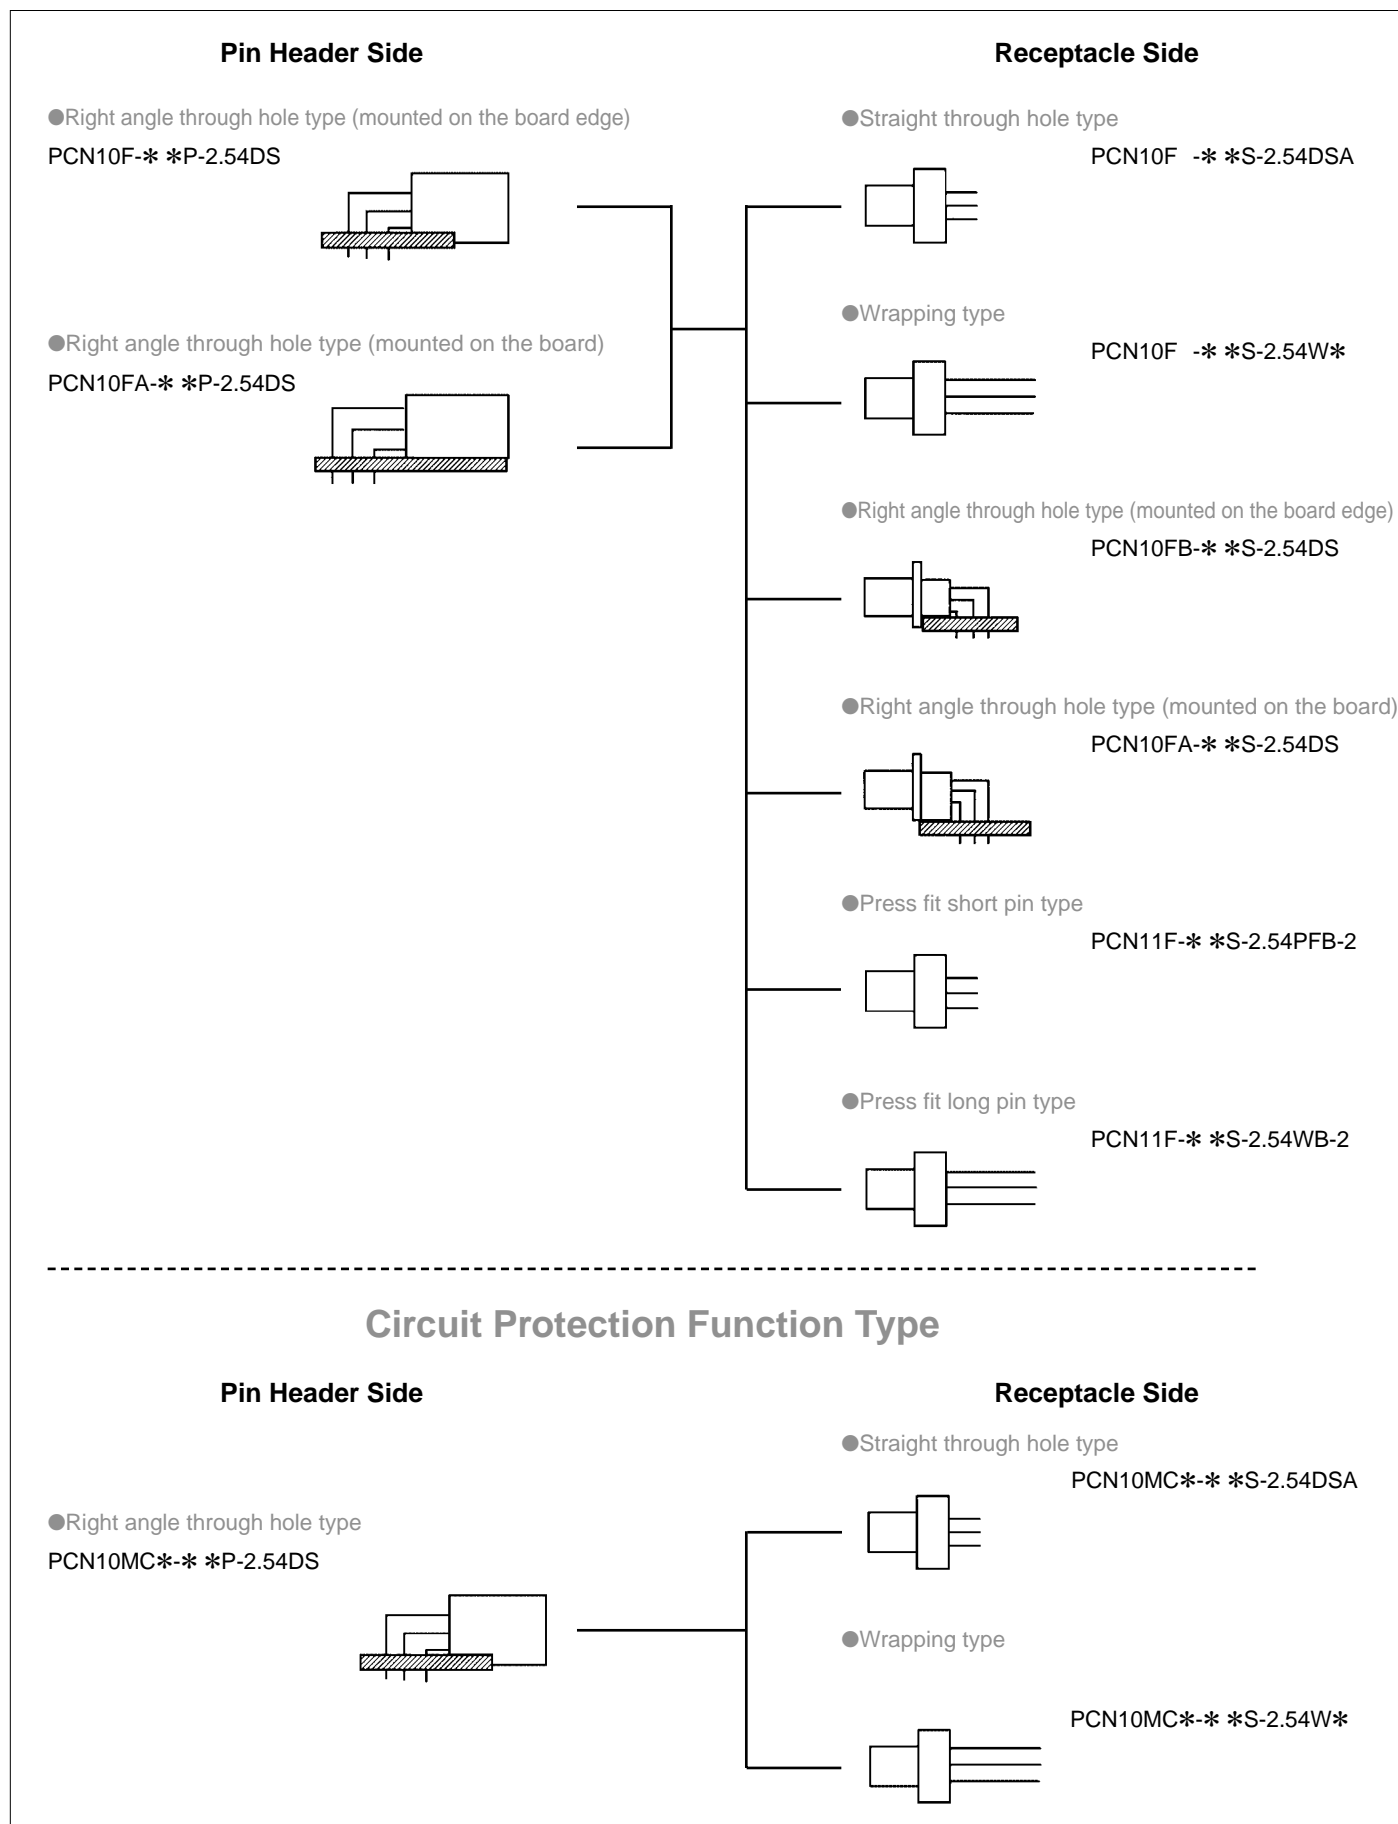 Pin Header Side
●Right angle through hole type (mounted on the board edge)
PCN10F-* *P-2.54DS
●Right angle through hole type (mounted on the board)
PCN10FA-* *P-2.54DS
Receptacle Side
●Straight through hole type
PCN10F -* *S-2.54DSA
●Wrapping type
PCN10F -* *S-2.54W*
●Right angle through hole type (mounted on the board edge)
PCN10FB-* *S-2.54DS
●Right angle through hole type (mounted on the board)
PCN10FA-* *S-2.54DS
●Press fit short pin type
PCN11F-* *S-2.54PFB-2
●Press fit long pin type
PCN11F-* *S-2.54WB-2
Circuit Protection Function Type
Pin Header Side
●Right angle through hole type
PCN10MC*-* *P-2.54DS
Receptacle Side
●Straight through hole type
PCN10MC*-* *S-2.54DSA
●Wrapping type
PCN10MC*-* *S-2.54W*